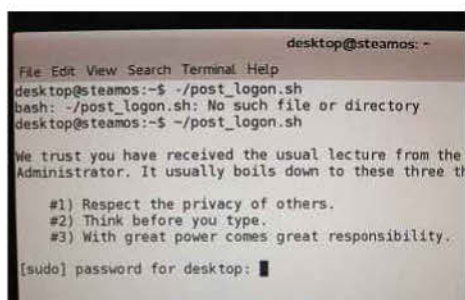 desktop@steamos: ~
File Edit View Search Terminal Help
desktop@steamos:~$ -/post_logon.sh
bash: -/post_logon.sh: No such file or directory
desktop@steamos:~$ ~/post_logon.sh
We trust you have received the usual lecture from the
Administrator. It usually boils down to these three th
#1) Respect the privacy of others.
#2) Think before you type.
#3) With great power comes great responsibility.
[sudo] password for desktop: